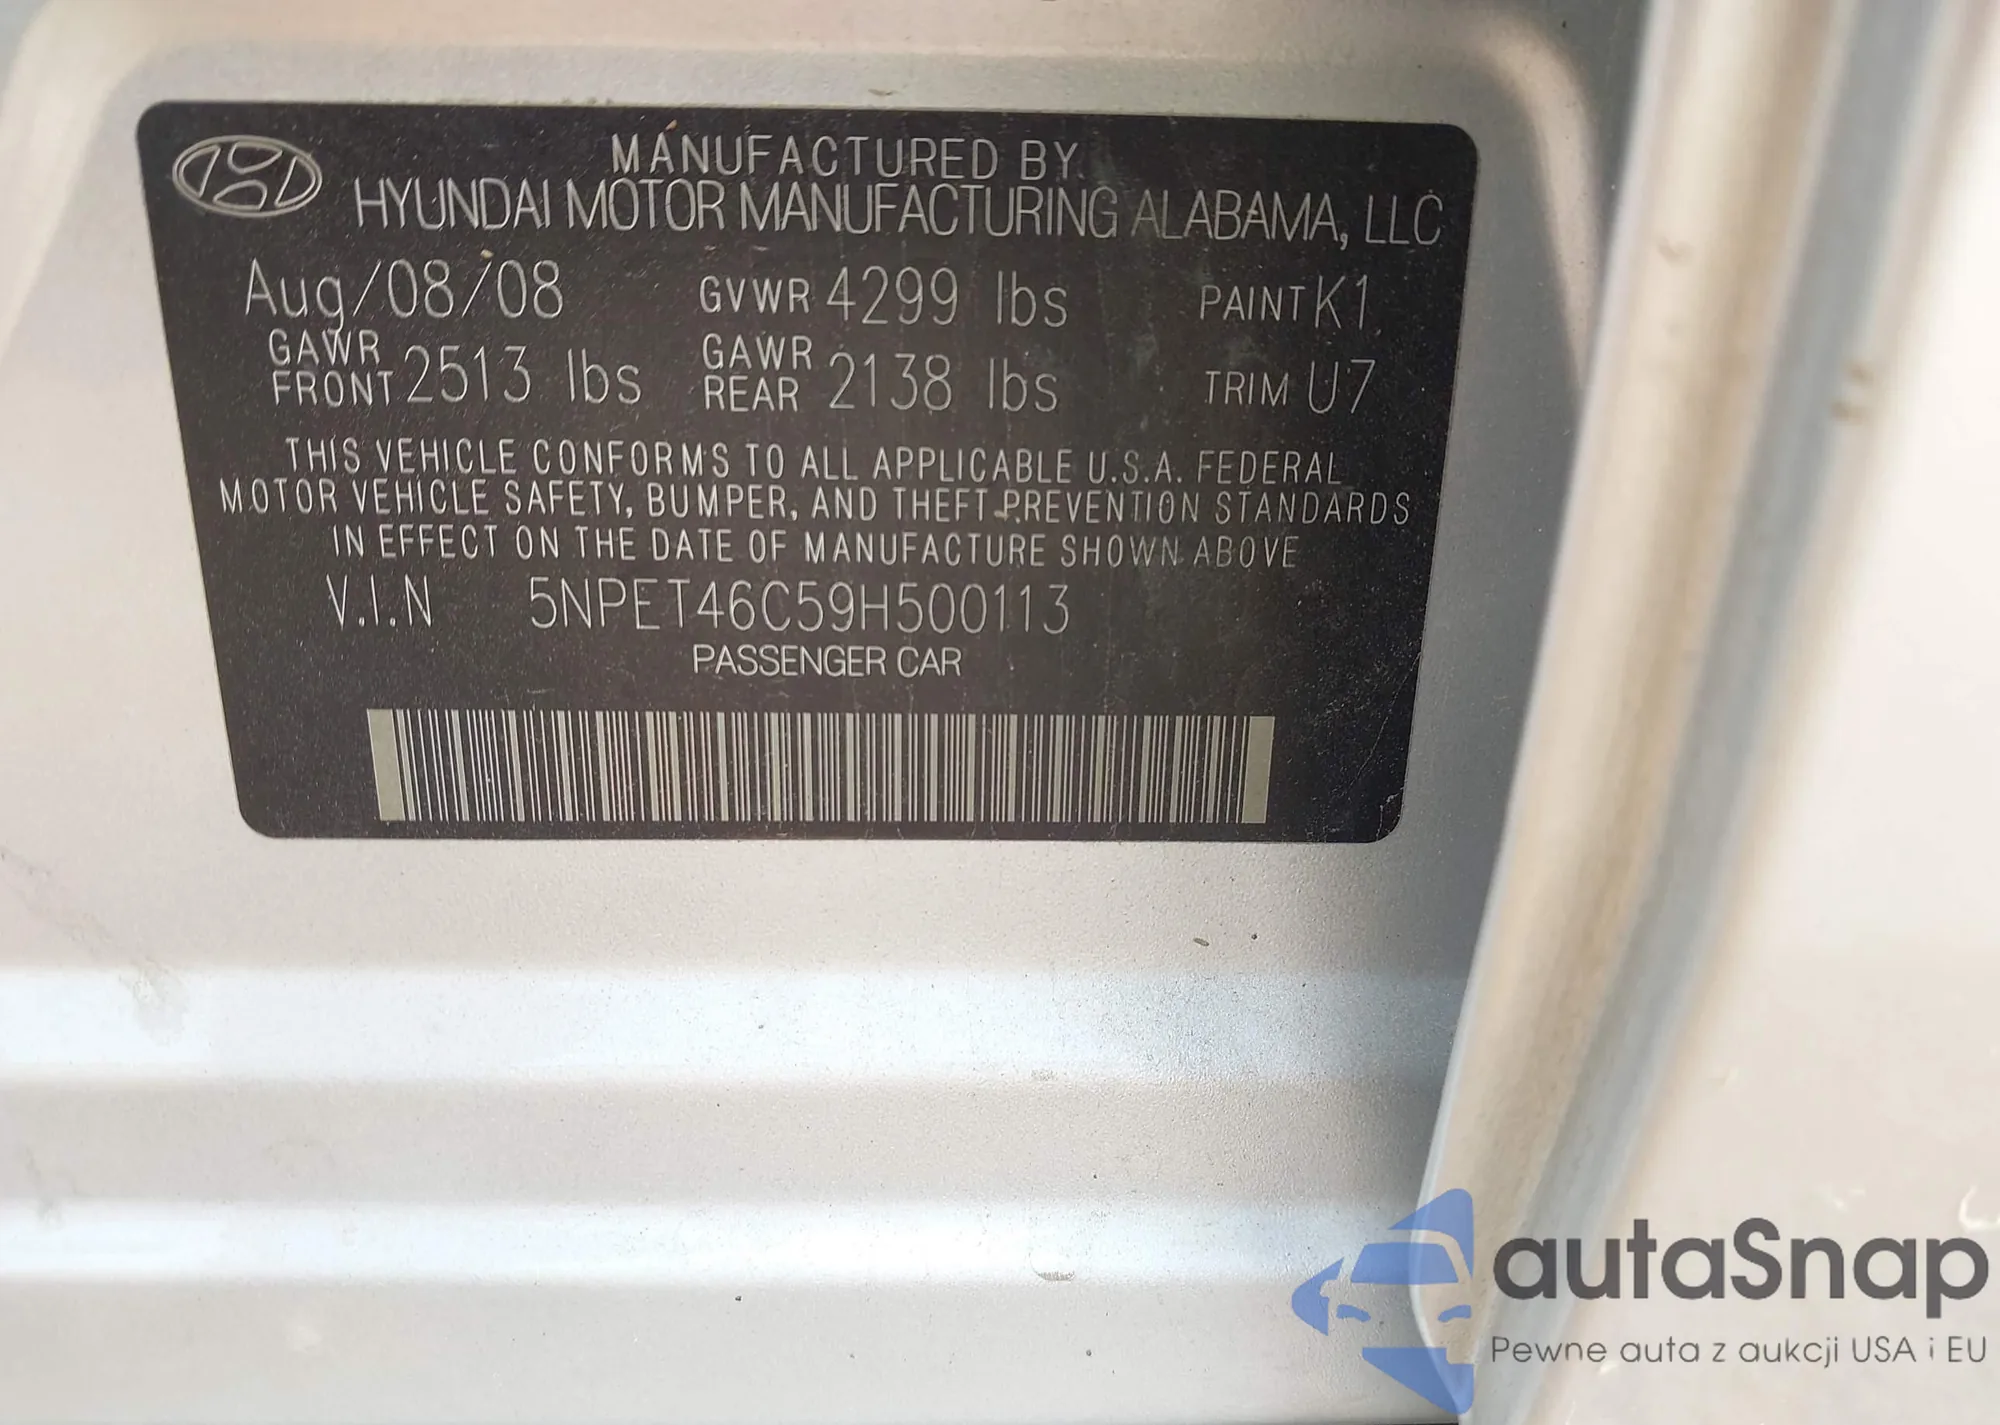 MANUFACTURED BY
HYUNDAI MOTOR MANUFACTURING ALABAMA, LLC
Aug/08/08 GVWR 4299 lbs PAINT K1
GAWR FRONT 2513 lbs GAWR REAR 2138 lbs TRIM U7
THIS VEHICLE CONFORMS TO ALL APPLICABLE U.S.A. FEDERAL
MOTOR VEHICLE SAFETY, BUMPER, AND THEFT PREVENTION STANDARDS
IN EFFECT ON THE DATE OF MANUFACTURE SHOWN ABOVE
V.I.N 5NPET46C59H500113
PASSENGER CAR
autaSnap
Pewne auta z aukcji USA i EU